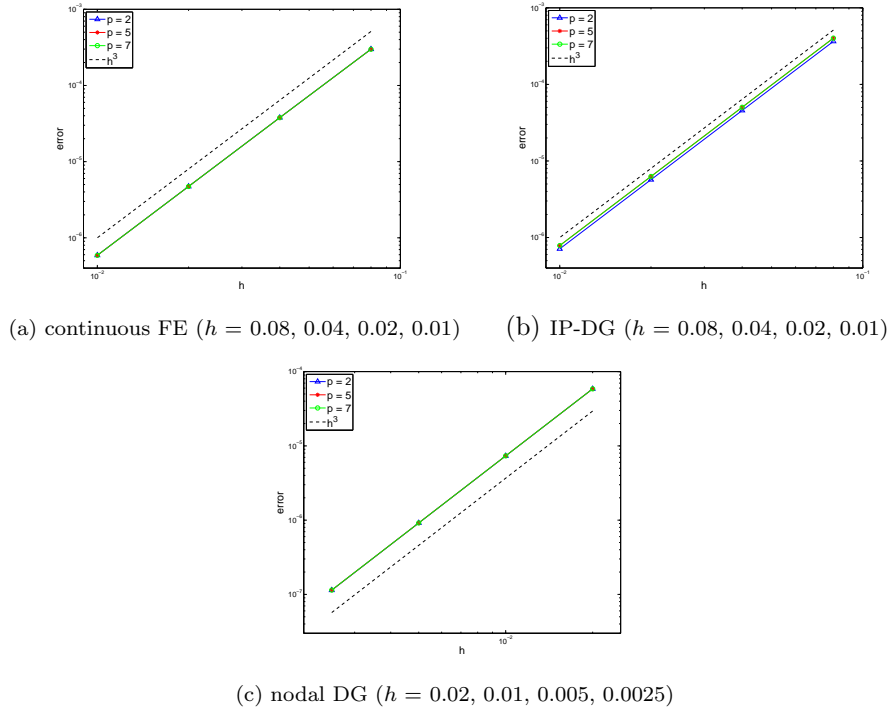 10⁻³
10⁻⁴
10⁻⁵
10⁻⁶
error
p = 2
p = 5
p = 7
h³
10⁻²
10⁻¹
h
(a) continuous FE (h = 0.08, 0.04, 0.02, 0.01)
10⁻²
10⁻³
10⁻⁴
10⁻⁵
10⁻⁶
error
p = 2
p = 5
p = 7
h³
10⁻²
10⁻¹
h
(b) IP-DG (h = 0.08, 0.04, 0.02, 0.01)
10⁻⁴
10⁻⁵
10⁻⁶
10⁻⁷
error
p = 2
p = 5
p = 7
h³
10⁻²
h
(c) nodal DG (h = 0.02, 0.01, 0.005, 0.0025)